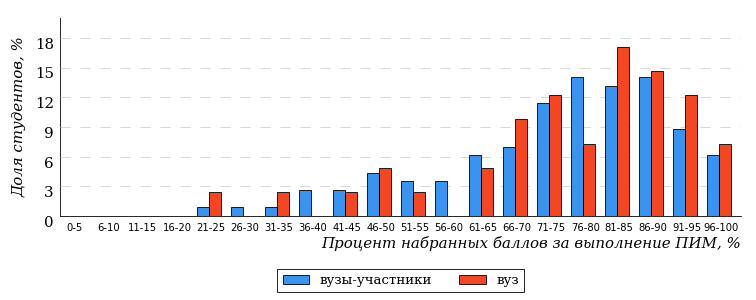 Доля студентов, %
18
15
12
9
6
3
0
0-5 6-10 11-15 16-20 21-25 26-30 31-35 36-40 41-45 46-50 51-55 56-60 61-65 66-70 71-75 76-80 81-85 86-90 91-95 96-100
Процент набранных баллов за выполнение ПИМ, %
вузы-участники вуз